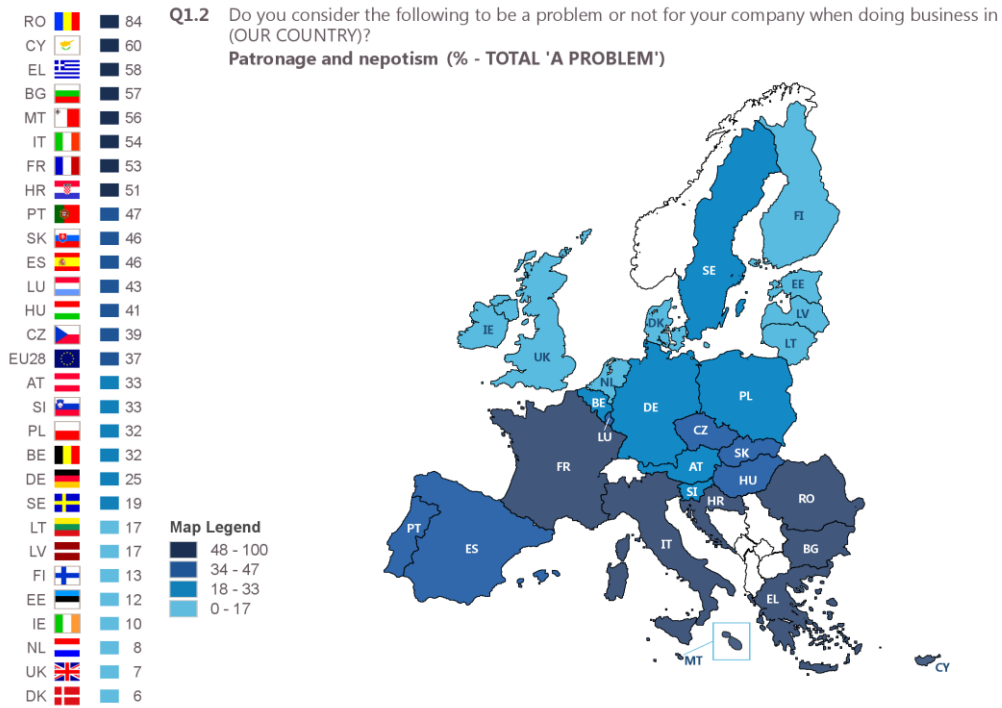 Q1.2 Do you consider the following to be a problem or not for your company when doing business in
(OUR COUNTRY)?
Patronage and nepotism (% - TOTAL 'A PROBLEM')
RO 84
CY 60
EL 58
BG 57
MT 56
IT 54
FR 53
HR 51
PT 47
SK 46
ES 46
LU 43
HU 41
CZ 39
EU28 37
AT 33
SI 33
PL 32
BE 32
DE 25
SE 19
LT 17
LV 17
FI 13
EE 12
IE 10
NL 8
UK 7
DK 6
Map Legend
48 - 100
34 - 47
18 - 33
0 - 17
FI
SE
EE
LV
LT
DK
IE
UK
NL
BE
DE
PL
LU
CZ
SK
FR
AT
HU
SI
HR
RO
PT
ES
IT
BG
EL
MT
CY